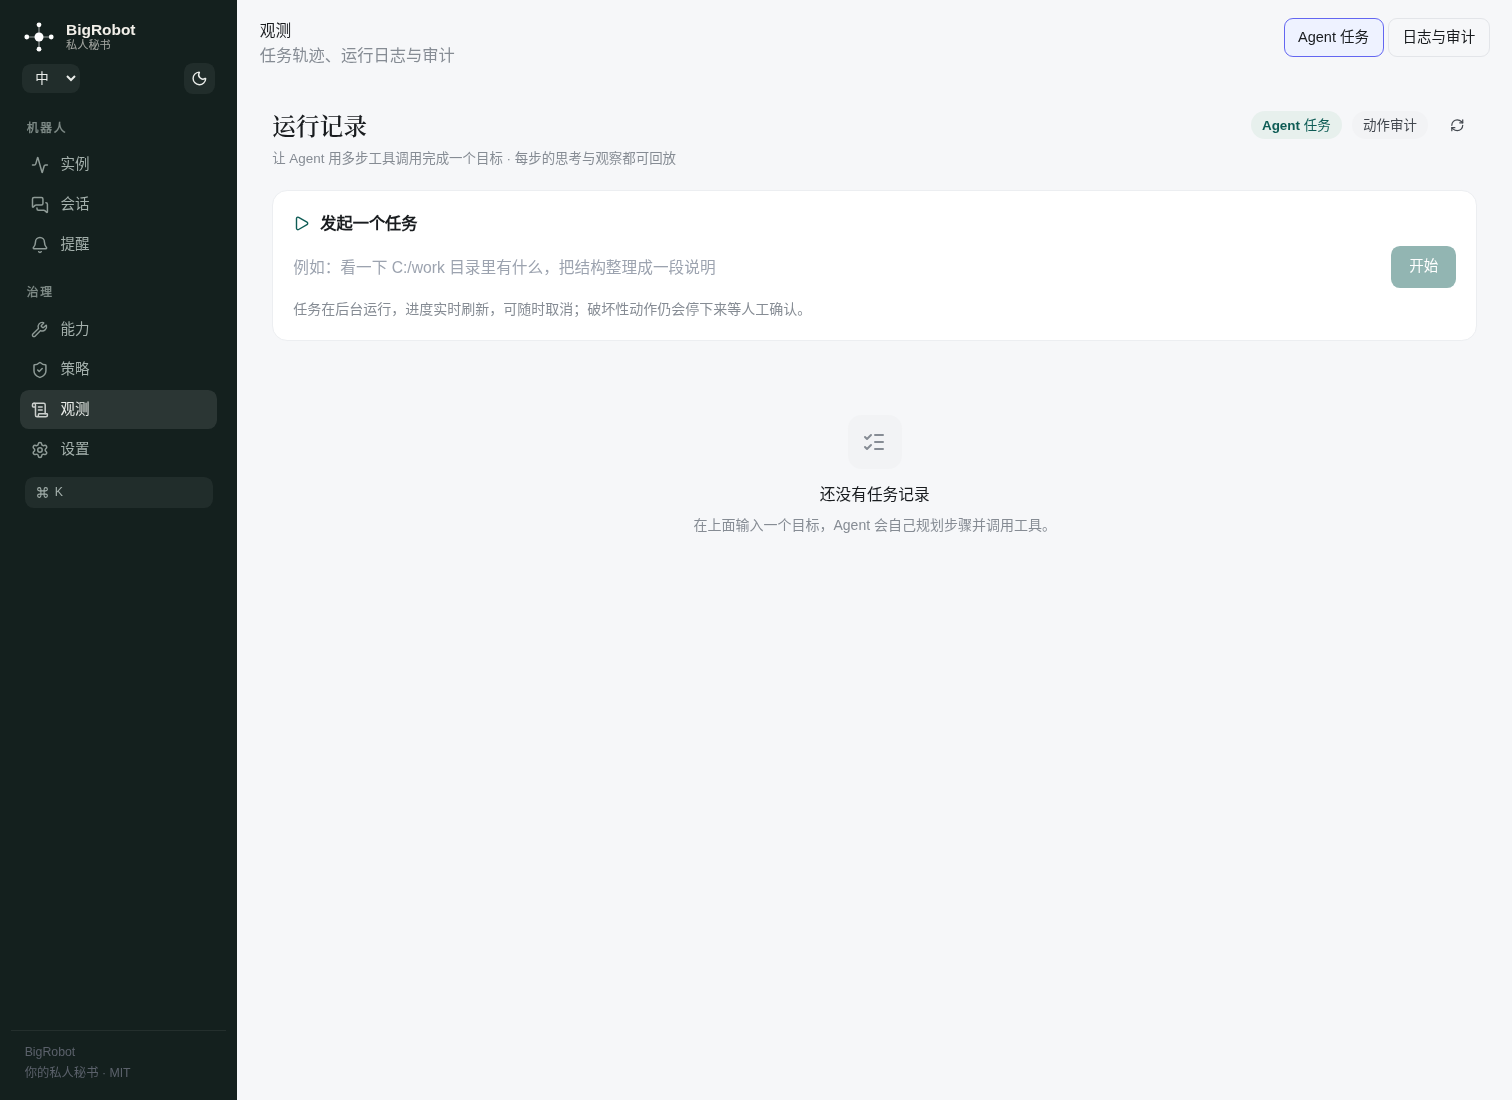 BigRobot
私人秘书
中
机器人
实例
会话
提醒
治理
能力
策略
观测
设置
⌘ K
BigRobot
你的私人秘书 · MIT
观测
任务轨迹、运行日志与审计
Agent 任务
日志与审计
运行记录
Agent 任务
动作审计
让 Agent 用多步工具调用完成一个目标 · 每步的思考与观察都可回放
发起一个任务
例如：看一下 C:/work 目录里有什么，把结构整理成一段说明
开始
任务在后台运行，进度实时刷新，可随时取消；破坏性动作仍会停下来等人工确认。
还没有任务记录
在上面输入一个目标，Agent 会自己规划步骤并调用工具。